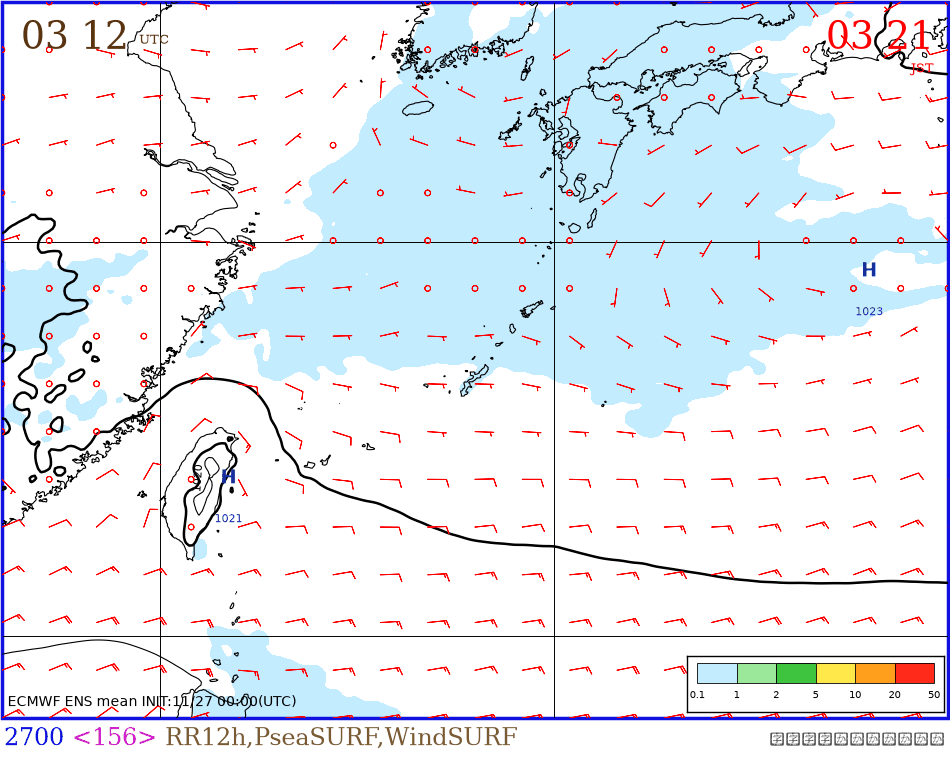 03 12 UTC
03 21 JST
H
1023
H
1021
ECMWF ENS mean INIT:11/27 00:00(UTC)
0.1 1 2 5 10 20 50
2700 <156> RR12h,PseaSURF,WindSURF